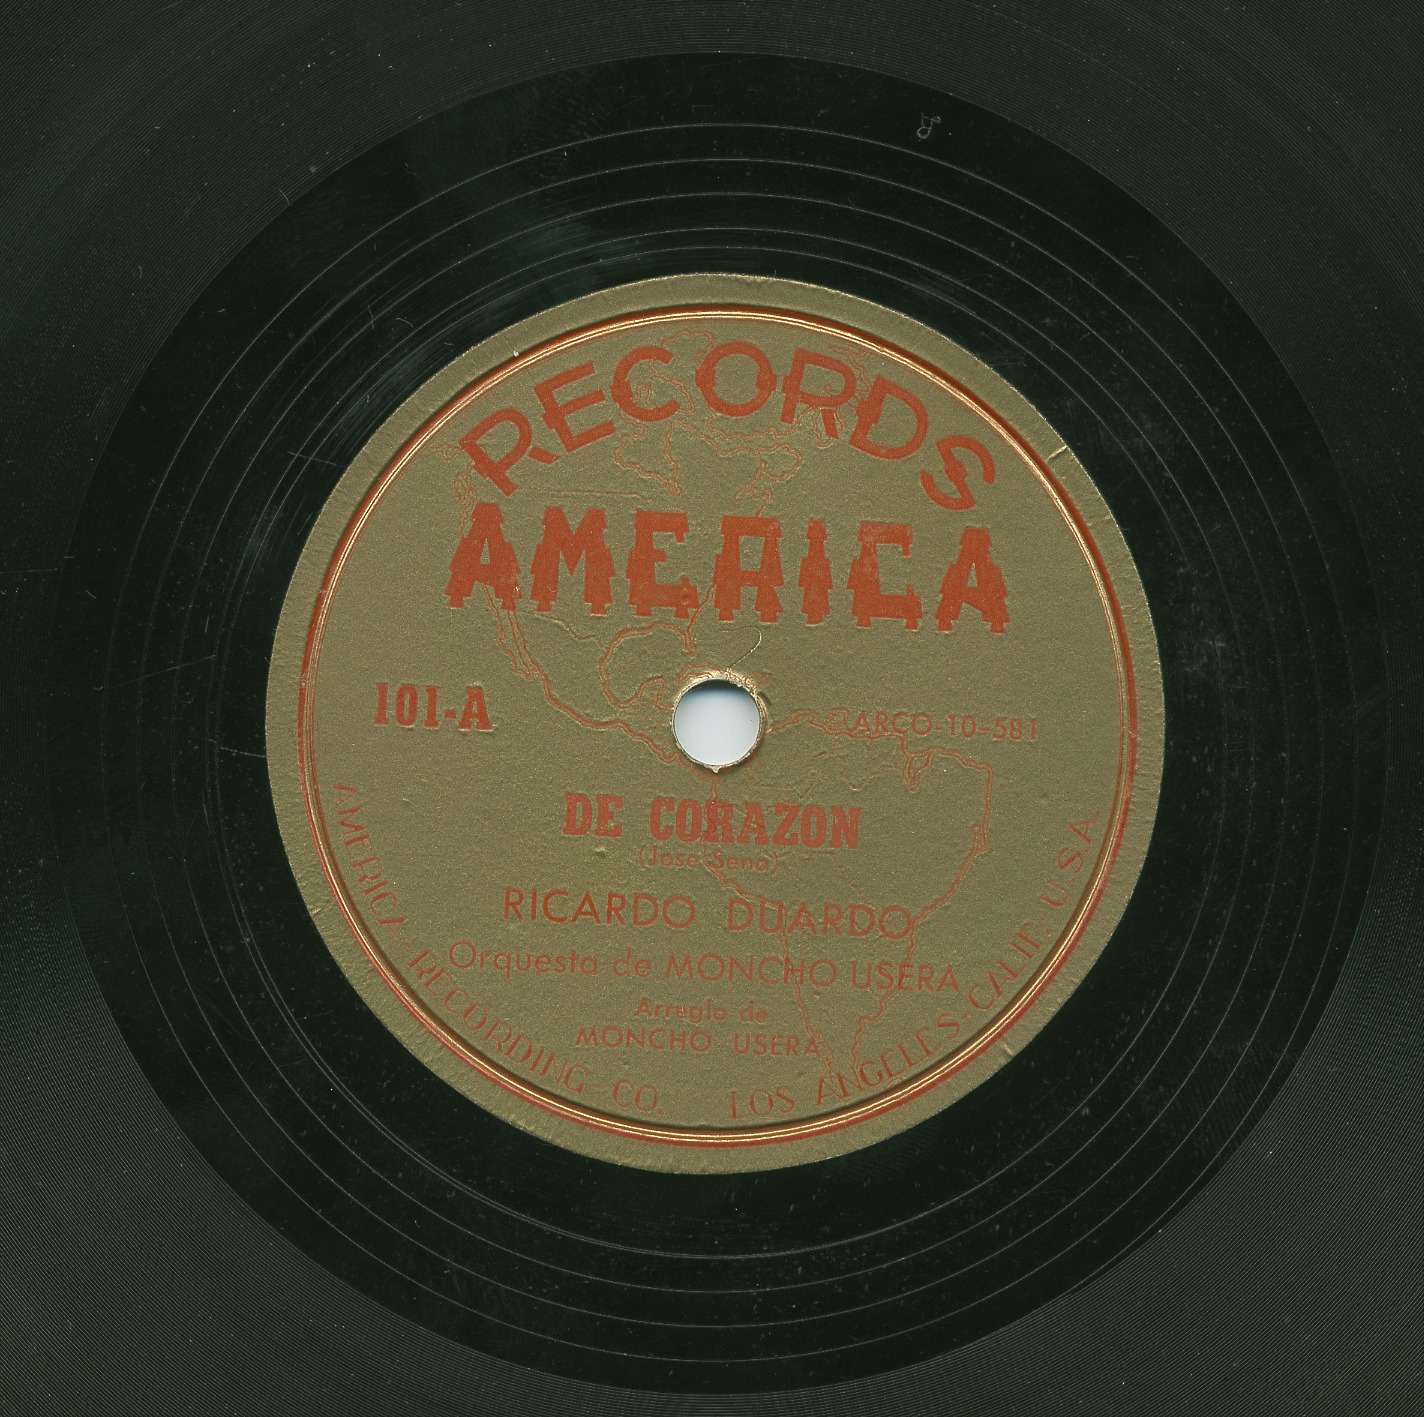 RECORDS
AMERICA
101-A
ARCO-10-581
DE CORAZON
(Jose Sena)
RICARDO DUARDO
Orquesta de MONCHO USERA
Arreglo de
MONCHO USERA
AMERICA-RECORDING-CO. LOS ANGELES-CALIF. U.S.A.